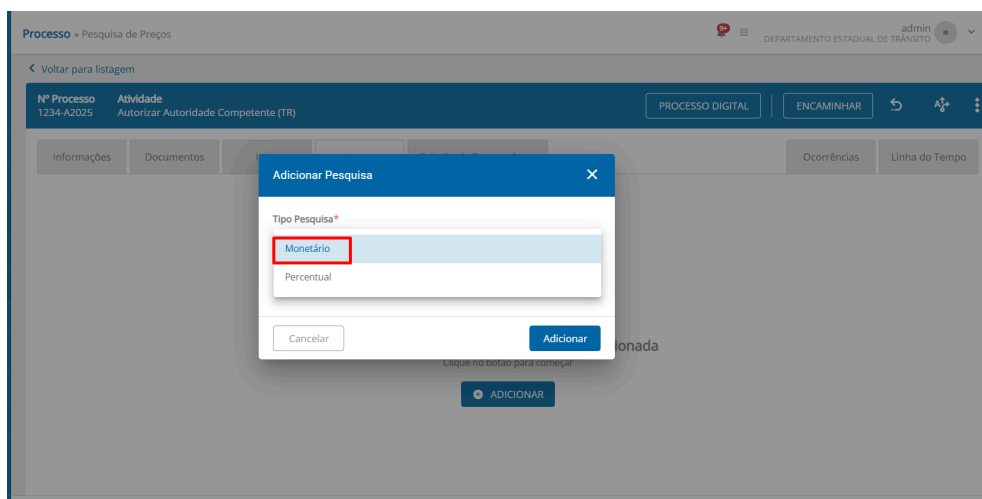 Processo » Pesquisa de Preços
9+
admin
DEPARTAMENTO ESTADUAL DE TRÂNSITO
Voltar para listagem
Nº Processo Atividade
1234-A2025 Autorizar Autoridade Competente (TR)
PROCESSO DIGITAL
ENCAMINHAR
Informações
Documentos
Ocorrências
Linha do Tempo
Adicionar Pesquisa
Tipo Pesquisa*
Monetário
Percentual
Cancelar
Adicionar
ionada
Clique no botão para começar
ADICIONAR